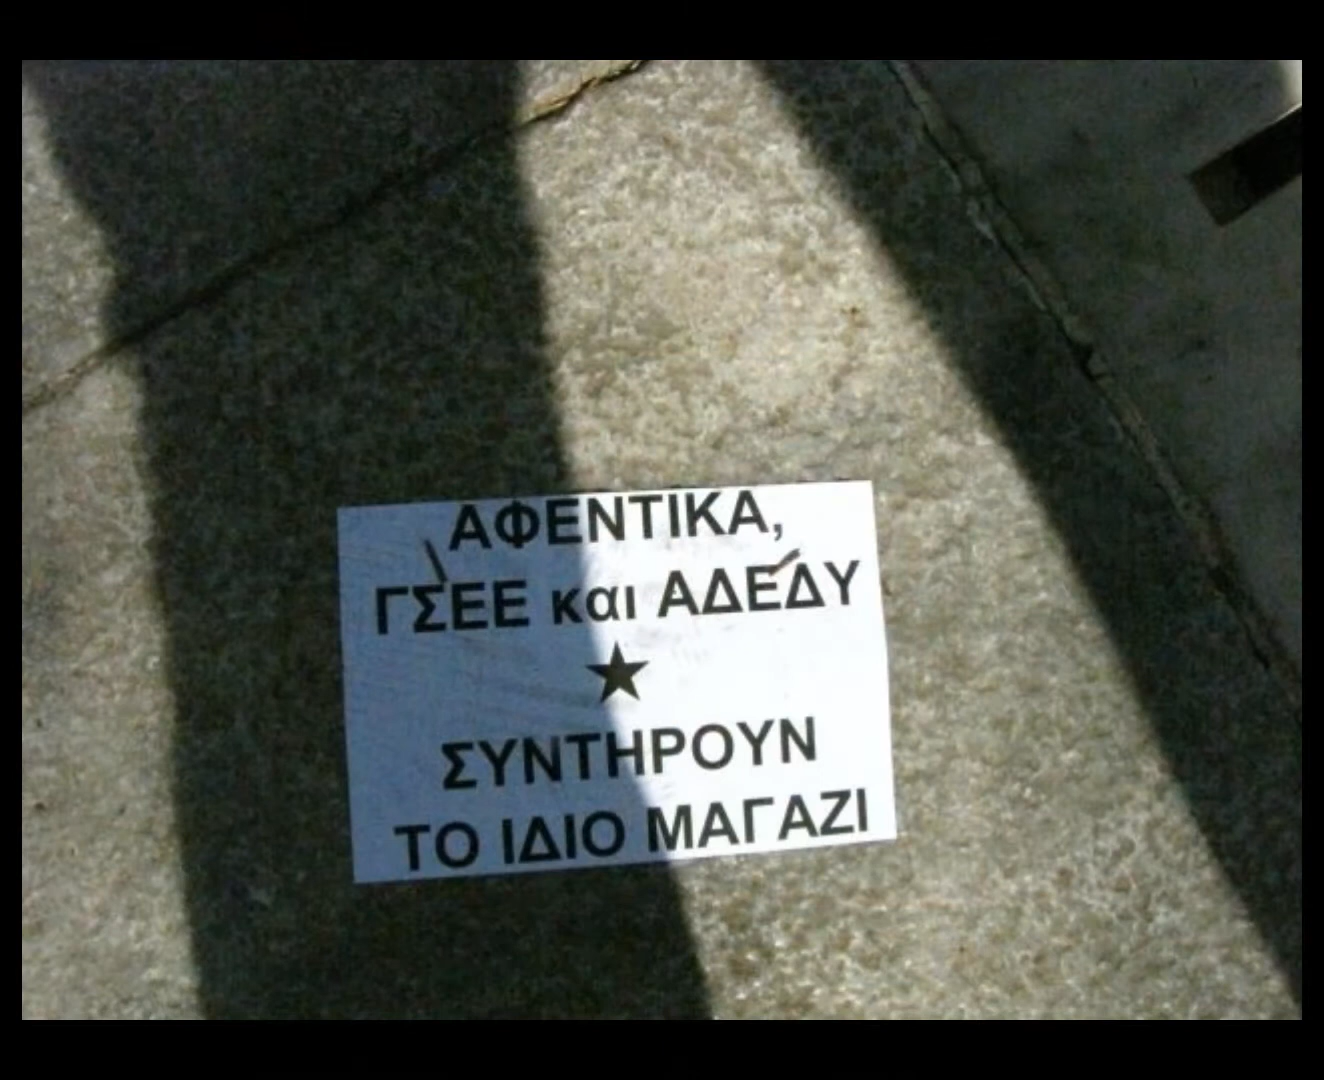 ΑΦΕΝΤΙΚΑ,
ΓΣΕΕ και ΑΔΕΔΥ
★
ΣΥΝΤΗΡΟΥΝ
ΤΟ ΙΔΙΟ ΜΑΓΑΖΙ